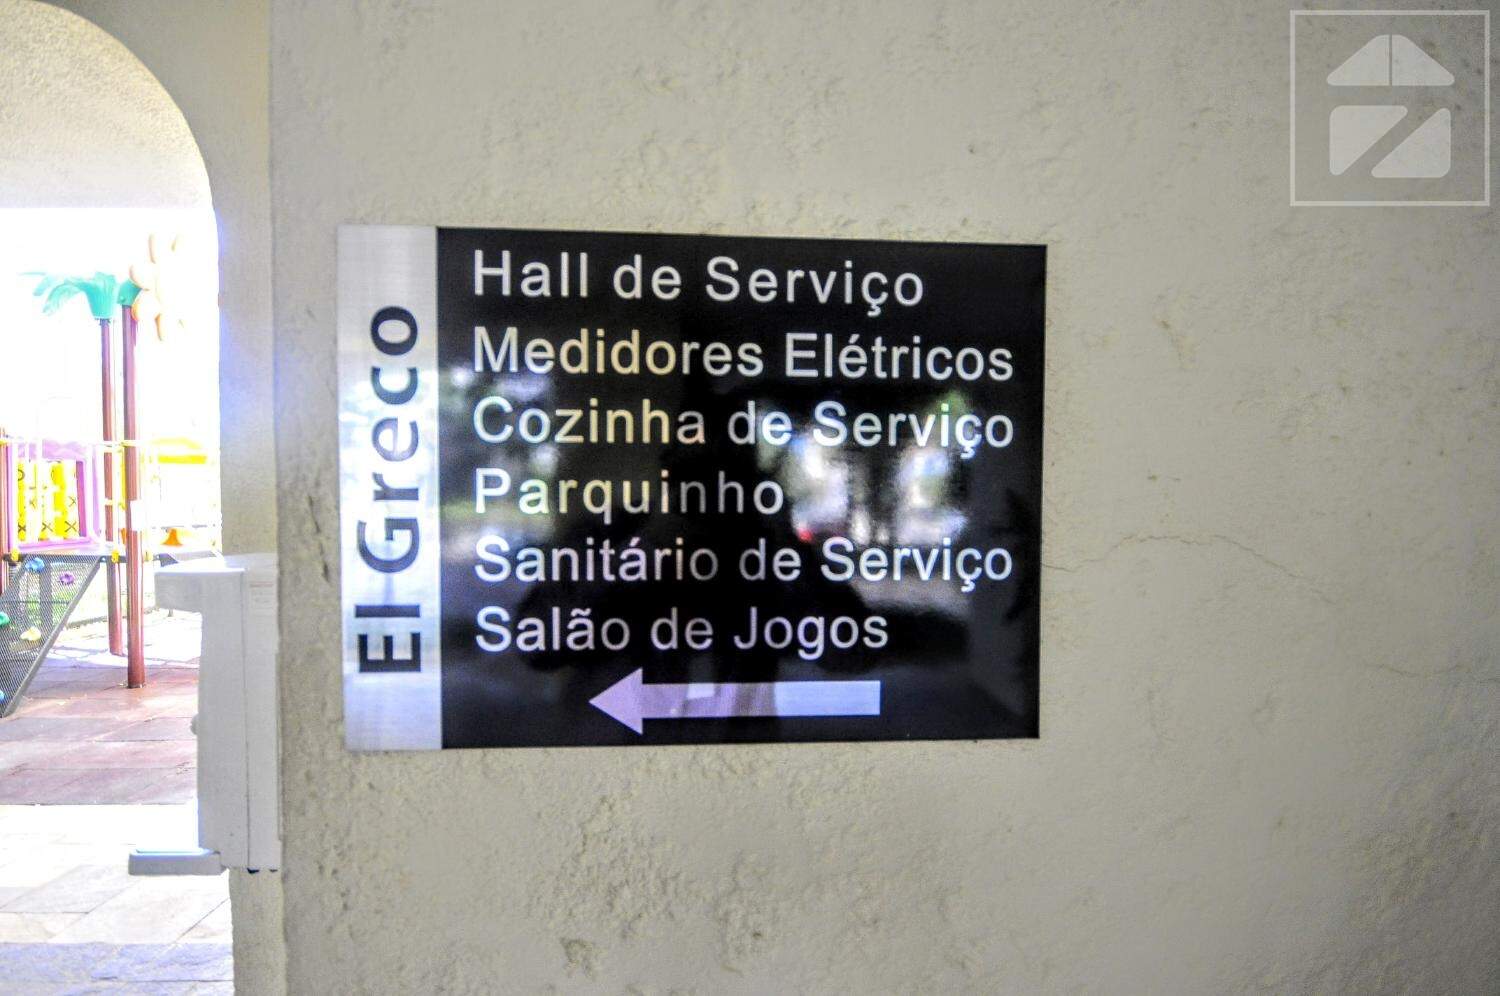 El Greco
Hall de Serviço
Medidores Elétricos
Cozinha de Serviço
Parquinho
Sanitário de Serviço
Salão de Jogos